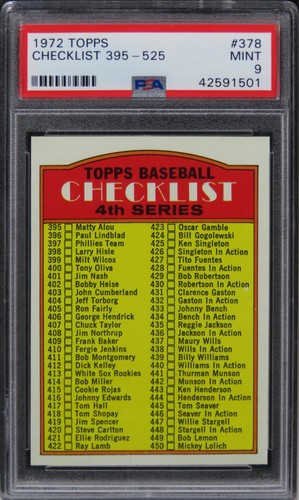 1972 TOPPS #378
CHECKLIST 395-525 MINT
PSA 9
42591501
TOPPS BASEBALL
CHECKLIST
4th SERIES
395 Matty Alou
396 Paul Lindblad
397 Phillies Team
398 Larry Hisle
399 Milt Wilcox
400 Tony Oliva
401 Jim Nash
402 Bobby Heise
403 John Cumberland
404 Jeff Torborg
405 Ron Fairly
406 George Hendrick
407 Chuck Taylor
408 Jim Northrup
409 Frank Baker
410 Fergie Jenkins
411 Bob Montgomery
412 Dick Kelley
413 White Sox Rookies
414 Bob Miller
415 Cookie Rojas
416 Johnny Edwards
417 Tom Hall
418 Tom Shopay
419 Jim Spencer
420 Steve Carlton
421 Ellie Rodriguez
422 Ray Lamb
423 Oscar Gamble
424 Bill Gogolewski
425 Ken Singleton
426 Singleton In Action
427 Tito Fuentes
428 Fuentes In Action
429 Bob Robertson
430 Robertson In Action
431 Clarence Gaston
432 Gaston In Action
433 Johnny Bench
434 Bench In Action
435 Reggie Jackson
436 Jackson In Action
437 Maury Wills
438 Wills In Action
439 Billy Williams
440 Williams In Action
441 Thurman Munson
442 Munson In Action
443 Ken Henderson
444 Henderson In Action
445 Tom Seaver
446 Seaver In Action
447 Willie Stargell
448 Stargell In Action
449 Bob Lemon
450 Mickey Lolich